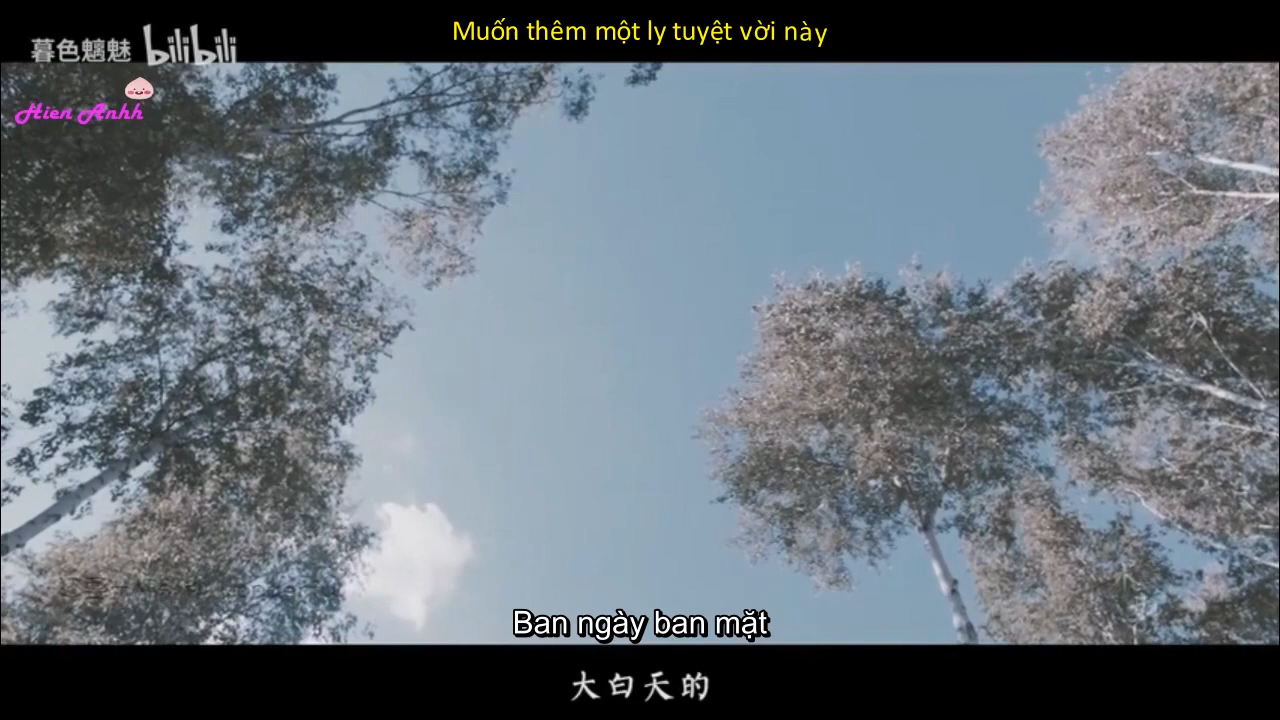 Muốn thêm một ly tuyệt vời này
暮色魑魅 bilibili
Hien Anhh
Ban ngày ban mặt
大白天的